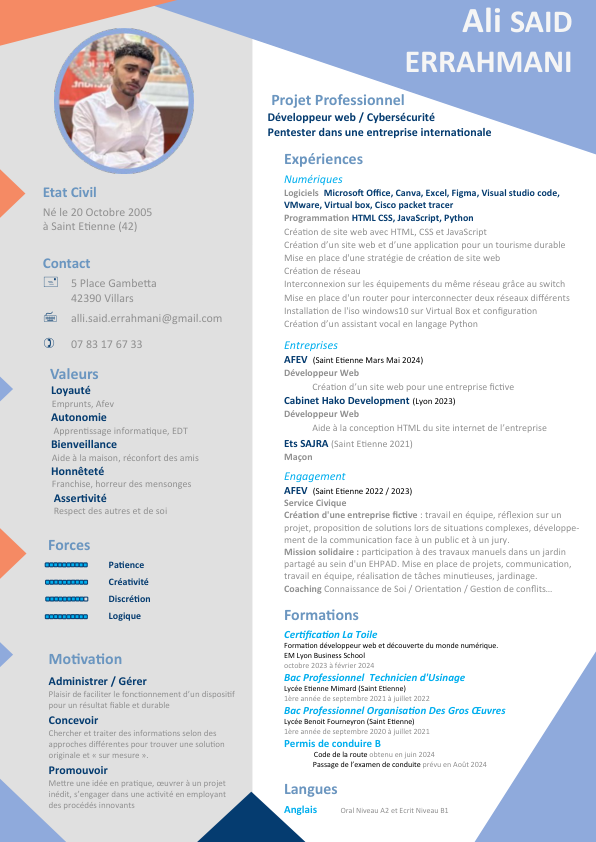 Ali SAID
ERRAHMANI
Etat Civil
Né le 20 Octobre 2005
à Saint Etienne (42)
Contact
5 Place Gambetta
42390 Villars
alli.said.errahmani@gmail.com
07 83 17 67 33
Valeurs
Loyauté
Emprunts, Afev
Autonomie
Apprentissage informatique, EDT
Bienveillance
Aide à la maison, réconfort des amis
Honnêteté
Franchise, horreur des mensonges
Assertivité
Respect des autres et de soi
Forces
Patience
Créativité
Discrétion
Logique
Motivation
Administrer / Gérer
Plaisir de faciliter le fonctionnement d'un dispositif
pour un résultat fiable et durable
Concevoir
Chercher et traiter des informations selon des
approches différentes pour trouver une solution
originale et « sur mesure ».
Promouvoir
Mettre une idée en pratique, œuvrer à un projet
inédit, s'engager dans une activité en employant
des procédés innovants
Projet Professionnel
Développeur web / Cybersécurité
Pentester dans une entreprise internationale
Expériences
Numériques
Logiciels Microsoft Office, Canva, Excel, Figma, Visual studio code,
VMware, Virtual box, Cisco packet tracer
Programmation HTML CSS, JavaScript, Python
Création de site web avec HTML, CSS et JavaScript
Création d'un site web et d'une application pour un tourisme durable
Mise en place d'une stratégie de création de site web
Création de réseau
Interconnexion sur les équipements du même réseau grâce au switch
Mise en place d'un router pour interconnecter deux réseaux différents
Installation de l'iso windows10 sur Virtual Box et configuration
Création d'un assistant vocal en langage Python
Entreprises
AFEV (Saint Etienne Mars Mai 2024)
Développeur Web
Création d'un site web pour une entreprise fictive
Cabinet Hako Development (Lyon 2023)
Développeur Web
Aide à la conception HTML du site internet de l'entreprise
Ets SAJRA (Saint Etienne 2021)
Maçon
Engagement
AFEV (Saint Etienne 2022 / 2023)
Service Civique
Création d'une entreprise fictive : travail en équipe, réflexion sur un
projet, proposition de solutions lors de situations complexes, développe-
ment de la communication face à un public et à un jury.
Mission solidaire : participation à des travaux manuels dans un jardin
partagé au sein d'un EHPAD. Mise en place de projets, communication,
travail en équipe, réalisation de tâches minutieuses, jardinage.
Coaching Connaissance de Soi / Orientation / Gestion de conflits...
Formations
Certification La Toile
Formation développeur web et découverte du monde numérique.
EM Lyon Business School
octobre 2023 à février 2024
Bac Professionnel Technicien d'Usinage
Lycée Etienne Mimard (Saint Etienne)
1ère année de septembre 2021 à juillet 2022
Bac Professionnel Organisation Des Gros Œuvres
Lycée Benoit Fourneyron (Saint Etienne)
1ère année de septembre 2020 à juillet 2021
Permis de conduire B
Code de la route obtenu en juin 2024
Passage de l'examen de conduite prévu en Août 2024
Langues
Anglais Oral Niveau A2 et Ecrit Niveau B1